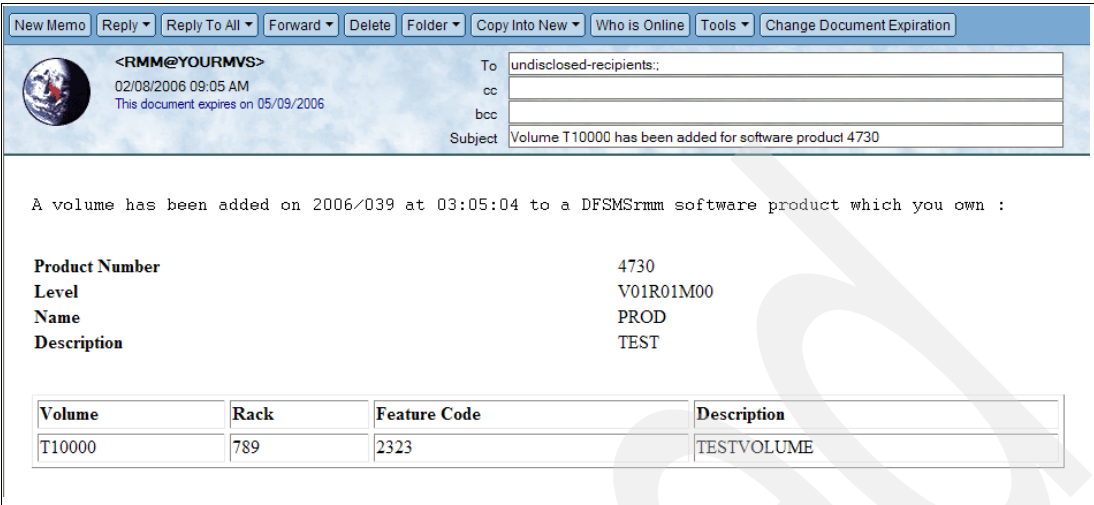 New Memo Reply Reply To All Forward Delete Folder Copy Into New Who is Online Tools Change Document Expiration
<RMM@YOURMVS>
02/08/2006 09:05 AM
This document expires on 05/09/2006
To undisclosed-recipients:;
cc
bcc
Subject Volume T10000 has been added for software product 4730
A volume has been added on 2006/039 at 03:05:04 to a DFSMSrmm software product which you own :
Product Number 4730
Level V01R01M00
Name PROD
Description TEST
Volume Rack Feature Code Description
T10000 789 2323 TESTVOLUME